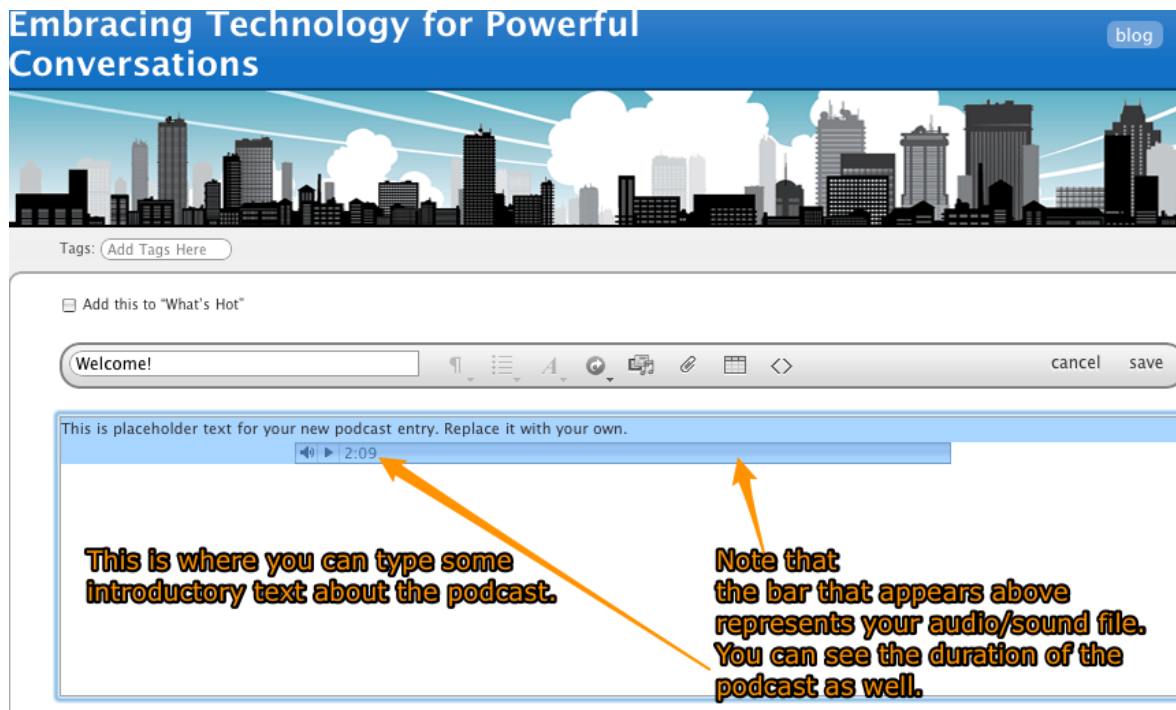 Embracing Technology for Powerful
Conversations
blog
Tags: Add Tags Here
Add this to “What’s Hot”
Welcome!
cancel save
This is placeholder text for your new podcast entry. Replace it with your own.
2:09
This is where you can type some
introductory text about the podcast.
Note that
the bar that appears above
represents your audio/sound file.
You can see the duration of the
podcast as well.